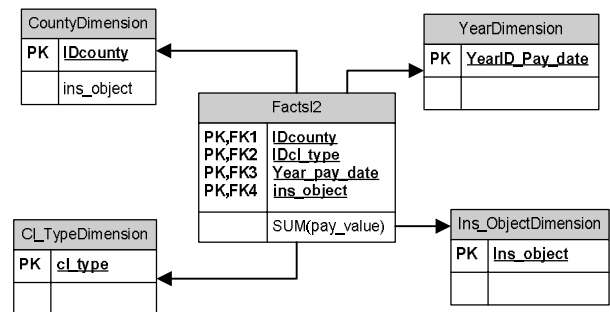 CountyDimension
PK IDcounty
ins_object
YearDimension
PK YearID_Pay_date
FactsI2
PK,FK1 IDcounty
PK,FK2 IDcl_type
PK,FK3 Year_pay_date
PK,FK4 ins_object
SUM(pay_value)
Cl_TypeDimension
PK cl_type
Ins_ObjectDimension
PK Ins_object